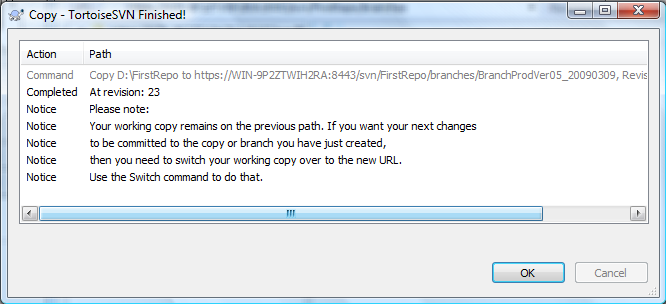 Copy - TortoiseSVN Finished!
Action Path
Command Copy D:\FirstRepo to https://WIN-9P2ZTWIH2RA:8443/svn/FirstRepo/branches/BranchProdVer05_20090309, Revis
Completed At revision: 23
Notice Please note:
Notice Your working copy remains on the previous path. If you want your next changes
Notice to be committed to the copy or branch you have just created,
Notice then you need to switch your working copy over to the new URL.
Notice Use the Switch command to do that.
OK Cancel